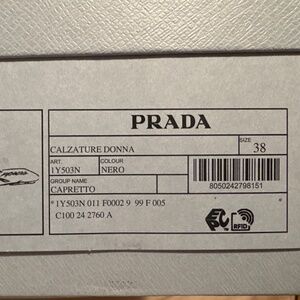 PRADA
CALZATURE DONNA
SIZE
38
ART.
1Y503N
COLOUR
NERO
GROUP NAME
CAPRETTO
8050242798151
* 1Y503N 011 F0002 9 99 F 005
C100 24 2760 A
RFID